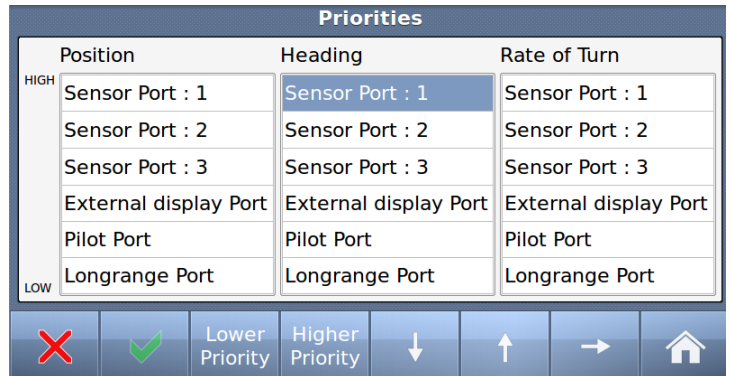 Priorities
Position Heading Rate of Turn
HIGH
Sensor Port : 1 Sensor Port : 1 Sensor Port : 1
Sensor Port : 2 Sensor Port : 2 Sensor Port : 2
Sensor Port : 3 Sensor Port : 3 Sensor Port : 3
External display Port External display Port External display Port
Pilot Port Pilot Port Pilot Port
Longrange Port Longrange Port Longrange Port
LOW
Lower Higher
Priority Priority